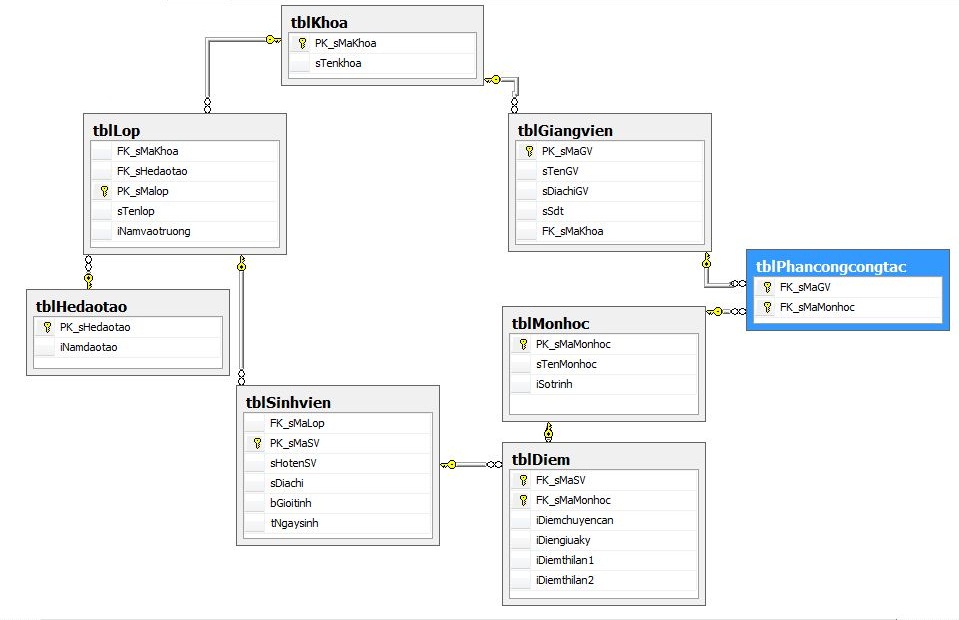 tblKhoa
PK_sMaKhoa
sTenkhoa
tblLop
FK_sMaKhoa
FK_sHedaotao
PK_sMalop
sTenlop
iNamvaotruong
tblGiangvien
PK_sMaGV
sTenGV
sDiachiGV
sSdt
FK_sMaKhoa
tblPhancongcongtac
FK_sMaGV
FK_sMaMonhoc
tblHedaotao
PK_sHedaotao
iNamdaotao
tblMonhoc
PK_sMaMonhoc
sTenMonhoc
iSotrinh
tblSinhvien
FK_sMaLop
PK_sMaSV
sHotenSV
sDiachi
bGioitinh
tNgaysinh
tblDiem
FK_sMaSV
FK_sMaMonhoc
iDiemchuyencan
iDiengiuaky
iDiemthilan1
iDiemthilan2